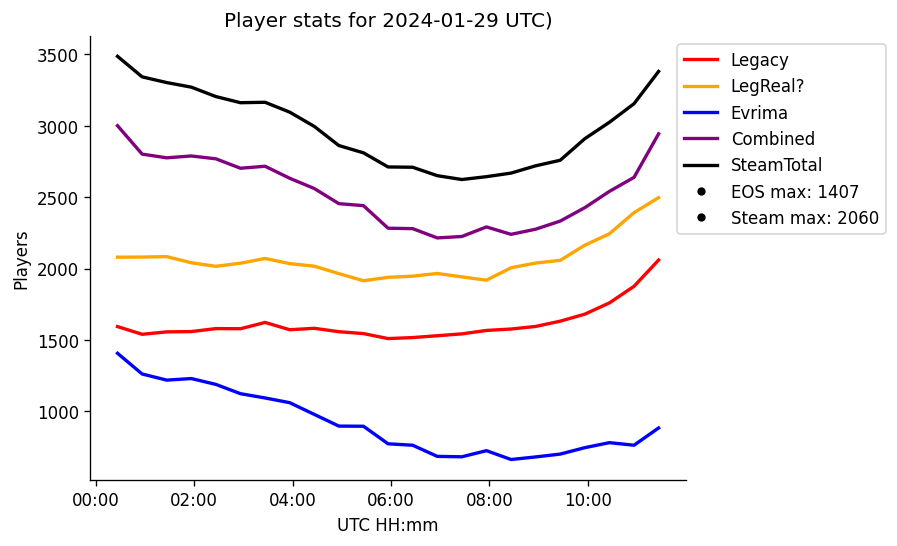 Player stats for 2024-01-29 UTC)
3500
3000
2500
2000
1500
1000
Players
00:00
02:00
04:00
06:00
08:00
10:00
UTC HH:mm
Legacy
LegReal?
Evrima
Combined
SteamTotal
EOS max: 1407
Steam max: 2060